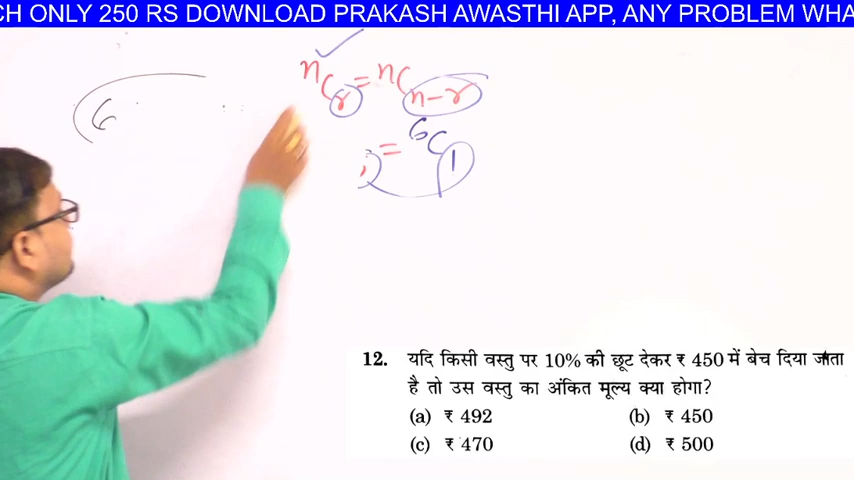 CH ONLY 250 RS DOWNLOAD PRAKASH AWASTHI APP, ANY PROBLEM WHA
nCr = nCn-r
= 6C1
6
12. यदि किसी वस्तु पर 10% की छूट देकर ₹ 450 में बेच दिया जाता
है तो उस वस्तु का अंकित मूल्य क्या होगा?
(a) ₹ 492 (b) ₹ 450
(c) ₹ 470 (d) ₹ 500